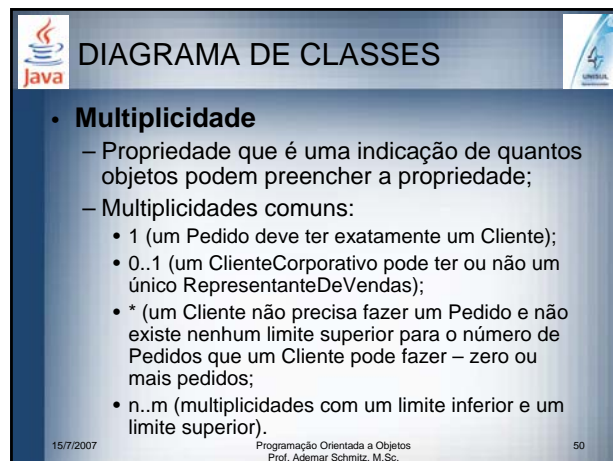 Java
DIAGRAMA DE CLASSES
UNISUL
• Multiplicidade
– Propriedade que é uma indicação de quantos
objetos podem preencher a propriedade;
– Multiplicidades comuns:
• 1 (um Pedido deve ter exatamente um Cliente);
• 0..1 (um ClienteCorporativo pode ter ou não um
único RepresentanteDeVendas);
• * (um Cliente não precisa fazer um Pedido e não
existe nenhum limite superior para o número de
Pedidos que um Cliente pode fazer – zero ou
mais pedidos;
• n..m (multiplicidades com um limite inferior e um
limite superior).
15/7/2007 Programação Orientada a Objetos 50
Prof. Ademar Schmitz, M.Sc.